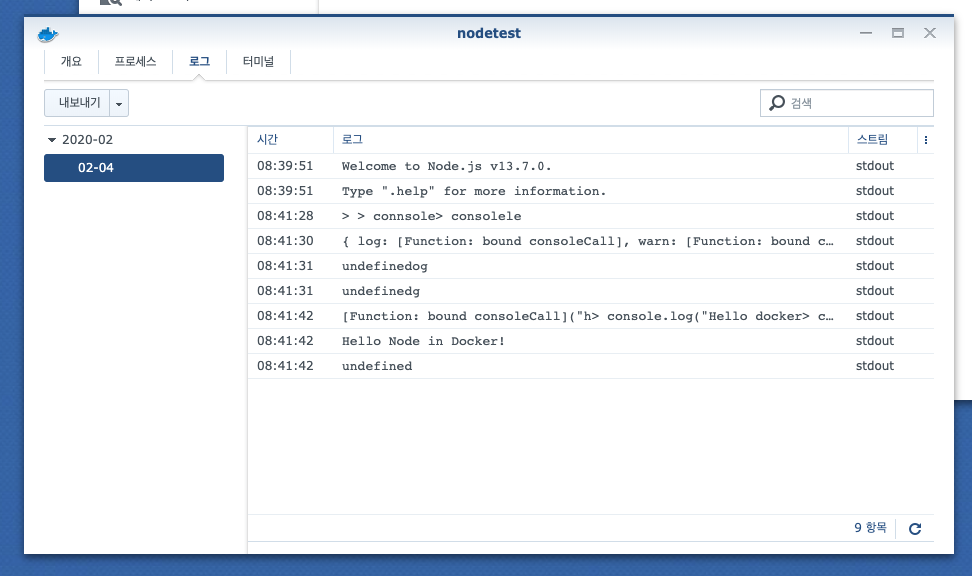 nodetest
개요 프로세스 로그 터미널
내보내기 검색
2020-02
02-04
시간 로그 스트림
08:39:51 Welcome to Node.js v13.7.0. stdout
08:39:51 Type ".help" for more information. stdout
08:41:28 > > connsole> consolele stdout
08:41:30 { log: [Function: bound consoleCall], warn: [Function: bound c... stdout
08:41:31 undefinedog stdout
08:41:31 undefinedg stdout
08:41:42 [Function: bound consoleCall]("h> console.log("Hello docker> c... stdout
08:41:42 Hello Node in Docker! stdout
08:41:42 undefined stdout
9 항목